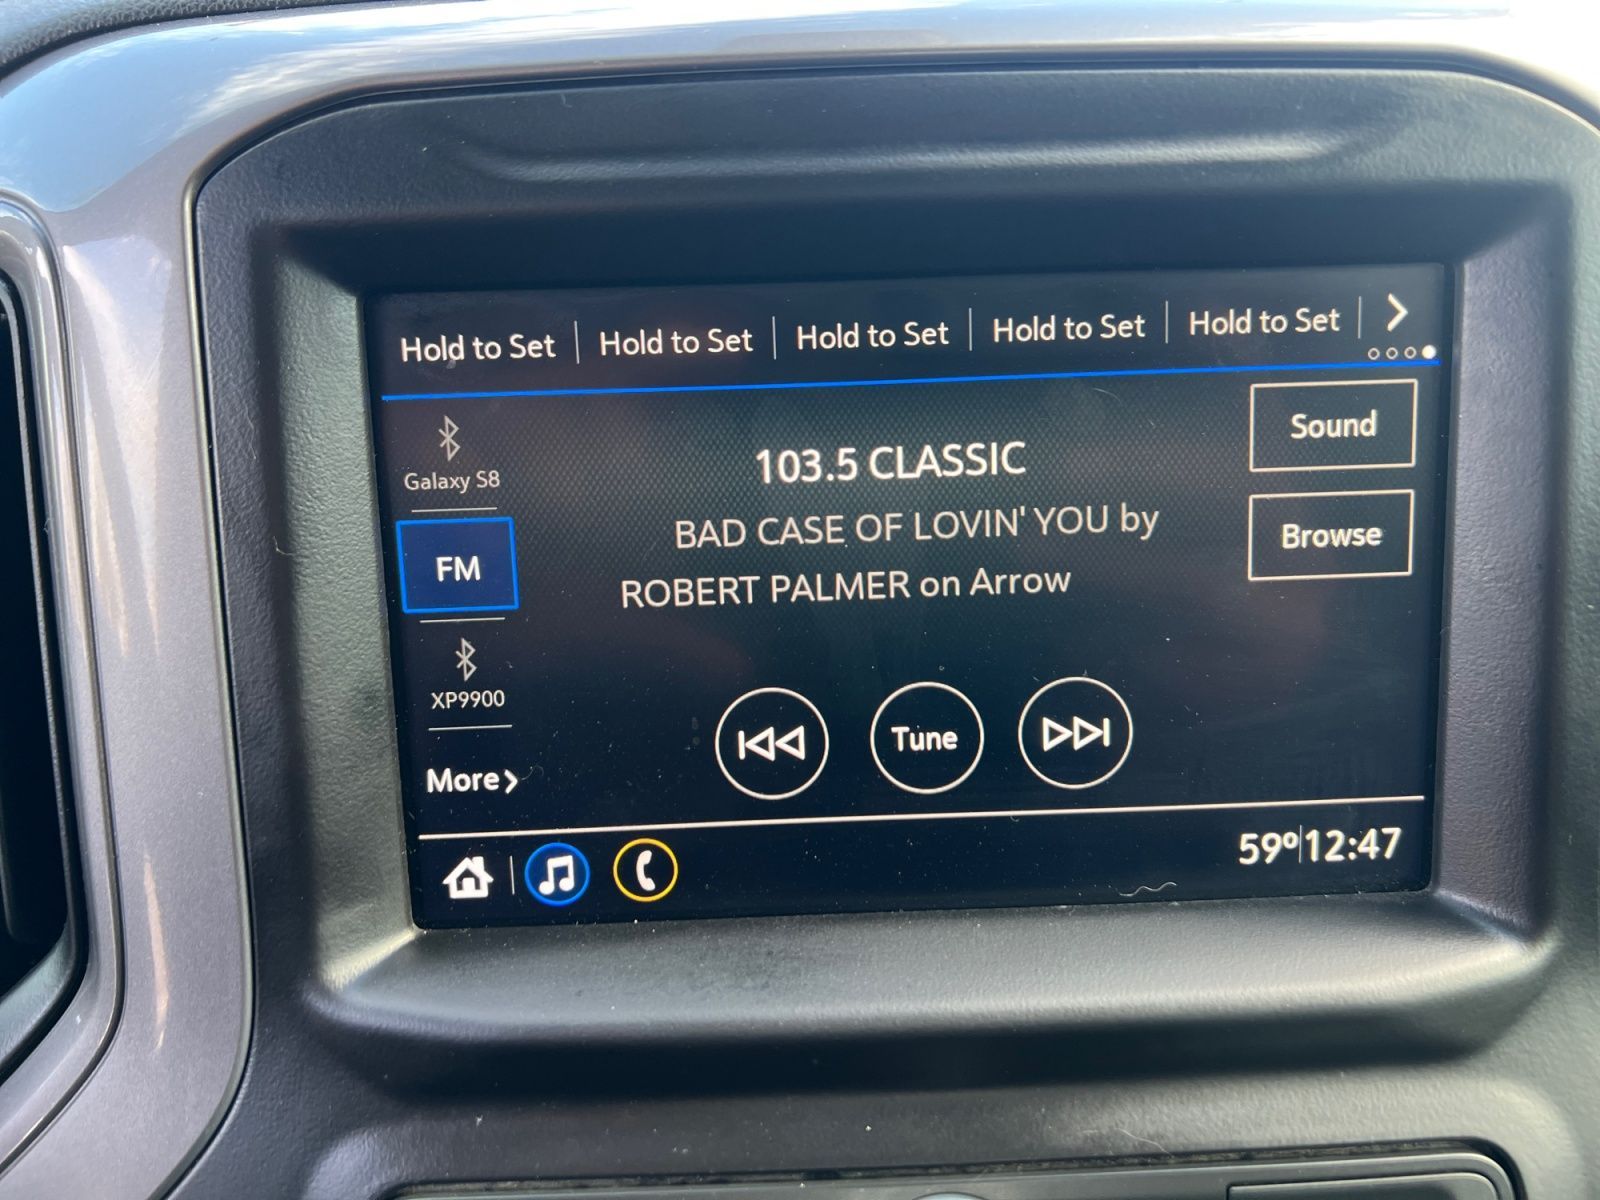 Hold to Set Hold to Set Hold to Set Hold to Set Hold to Set
Galaxy S8
FM
XP9900
More
103.5 CLASSIC
BAD CASE OF LOVIN' YOU by
ROBERT PALMER on Arrow
Tune
Sound
Browse
59° 12:47